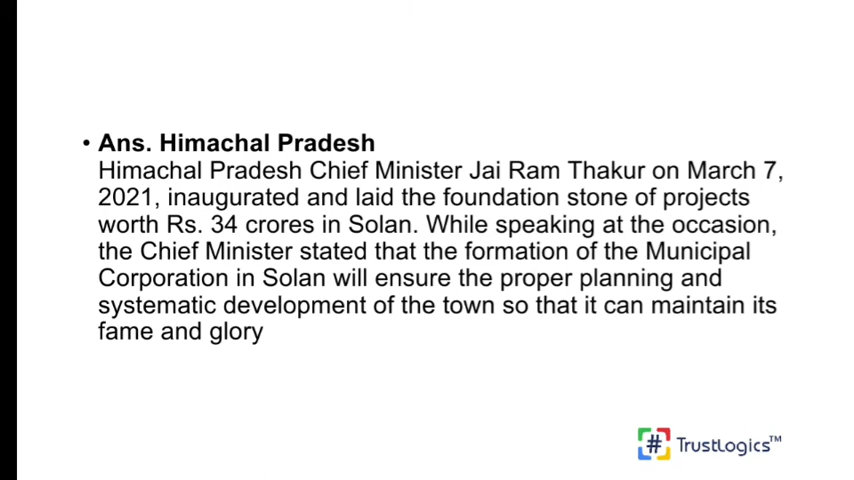 • Ans. Himachal Pradesh
Himachal Pradesh Chief Minister Jai Ram Thakur on March 7,
2021, inaugurated and laid the foundation stone of projects
worth Rs. 34 crores in Solan. While speaking at the occasion,
the Chief Minister stated that the formation of the Municipal
Corporation in Solan will ensure the proper planning and
systematic development of the town so that it can maintain its
fame and glory
# TrustLogics™